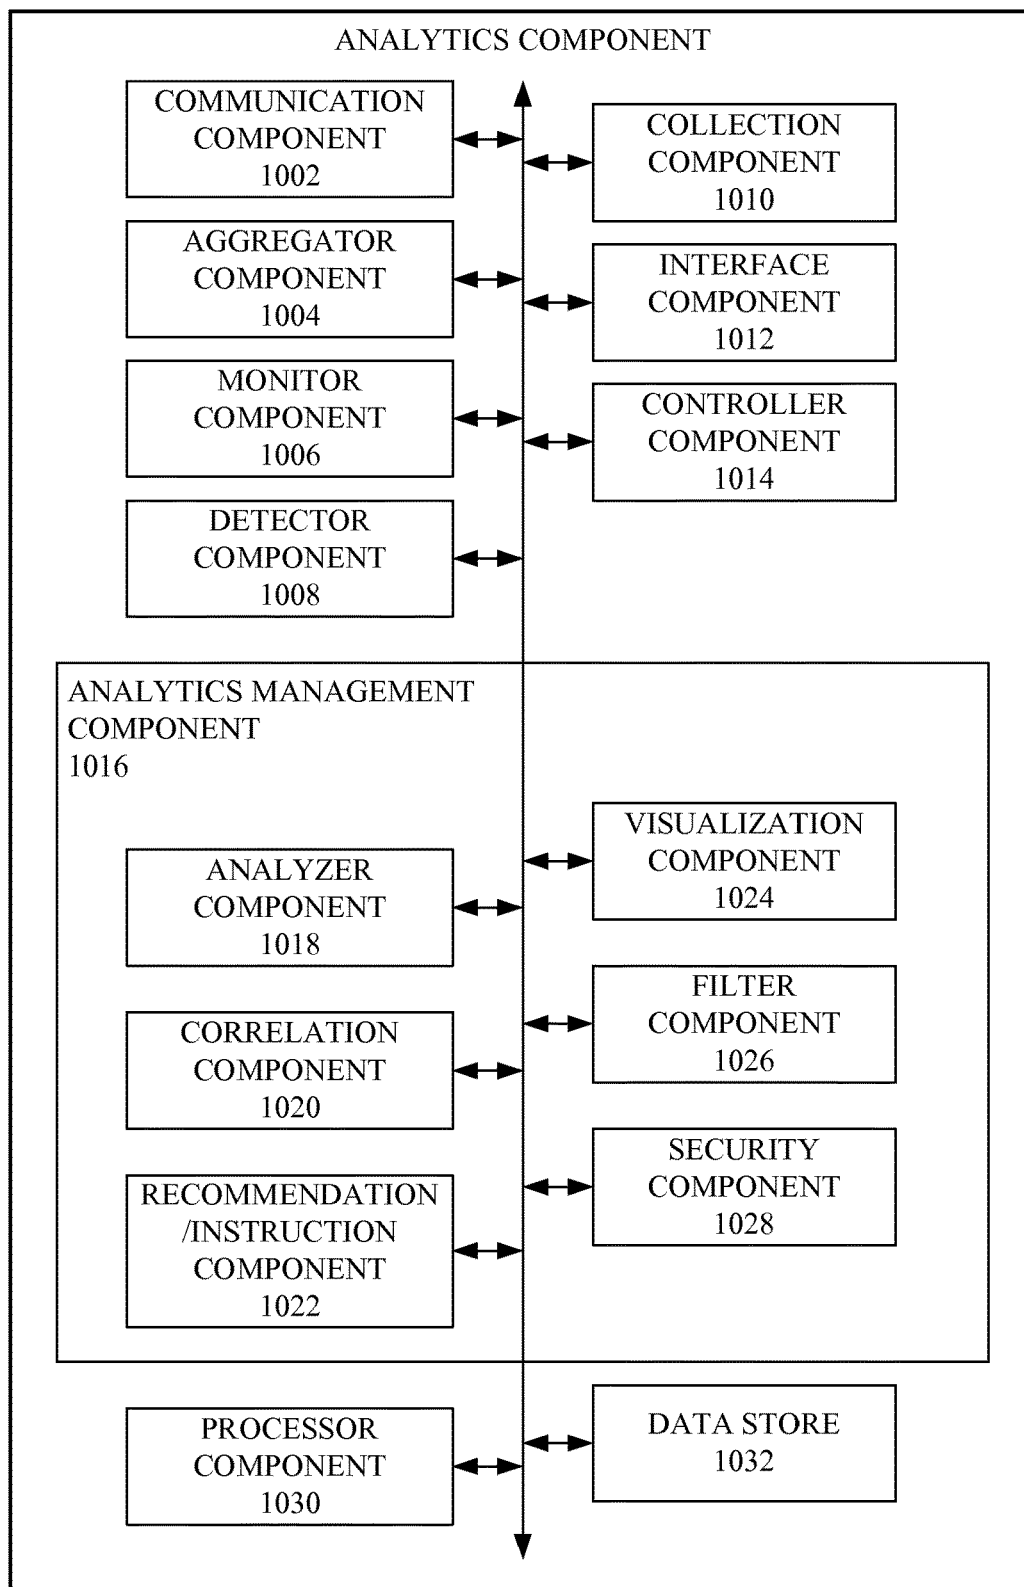 ANALYTICS COMPONENT
COMMUNICATION
COMPONENT
1002
COLLECTION
COMPONENT
1010
AGGREGATOR
COMPONENT
1004
INTERFACE
COMPONENT
1012
MONITOR
COMPONENT
1006
CONTROLLER
COMPONENT
1014
DETECTOR
COMPONENT
1008
ANALYTICS MANAGEMENT
COMPONENT
1016
VISUALIZATION
COMPONENT
1024
ANALYZER
COMPONENT
1018
FILTER
COMPONENT
1026
CORRELATION
COMPONENT
1020
SECURITY
COMPONENT
1028
RECOMMENDATION
/INSTRUCTION
COMPONENT
1022
DATA STORE
1032
PROCESSOR
COMPONENT
1030